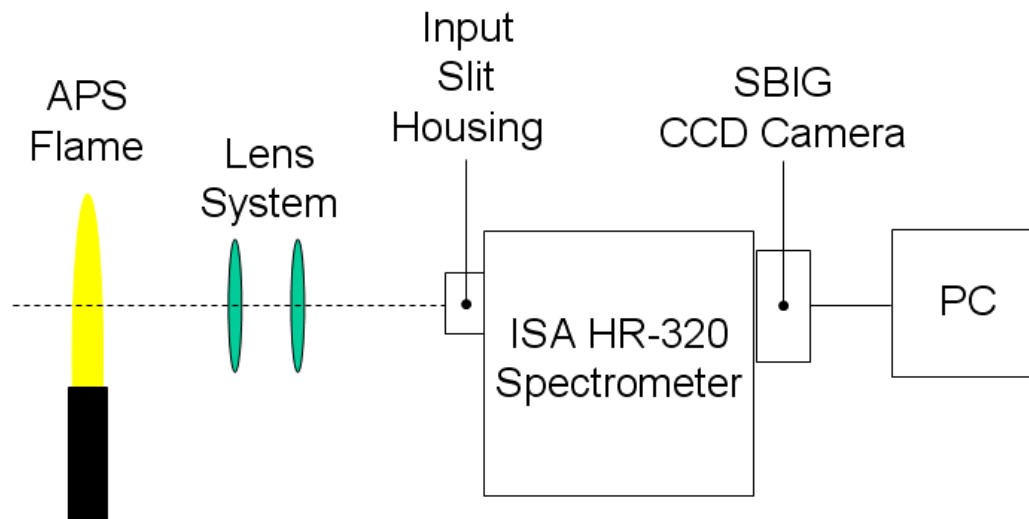 APS
Flame
Lens
System
Input
Slit
Housing
SBIG
CCD Camera
ISA HR-320
Spectrometer
PC